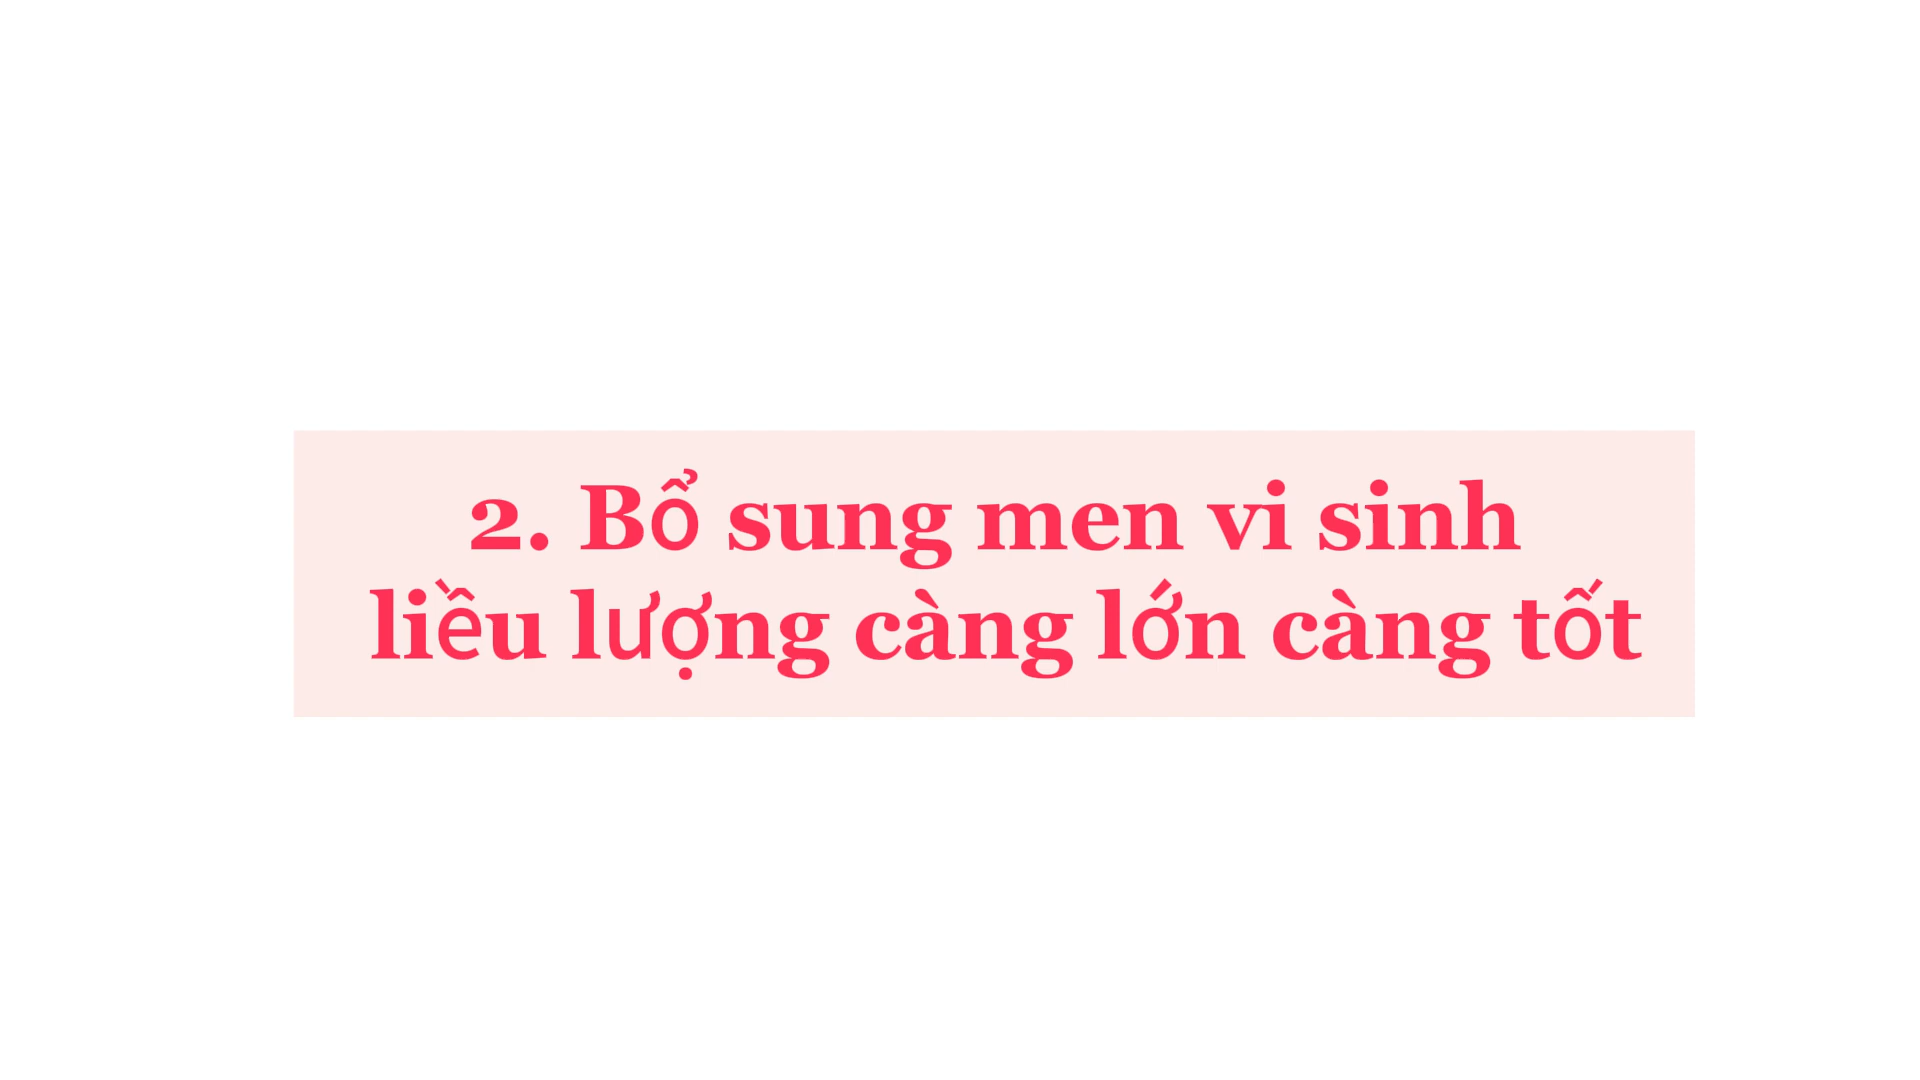 2. Bổ sung men vi sinh
liều lượng càng lớn càng tốt